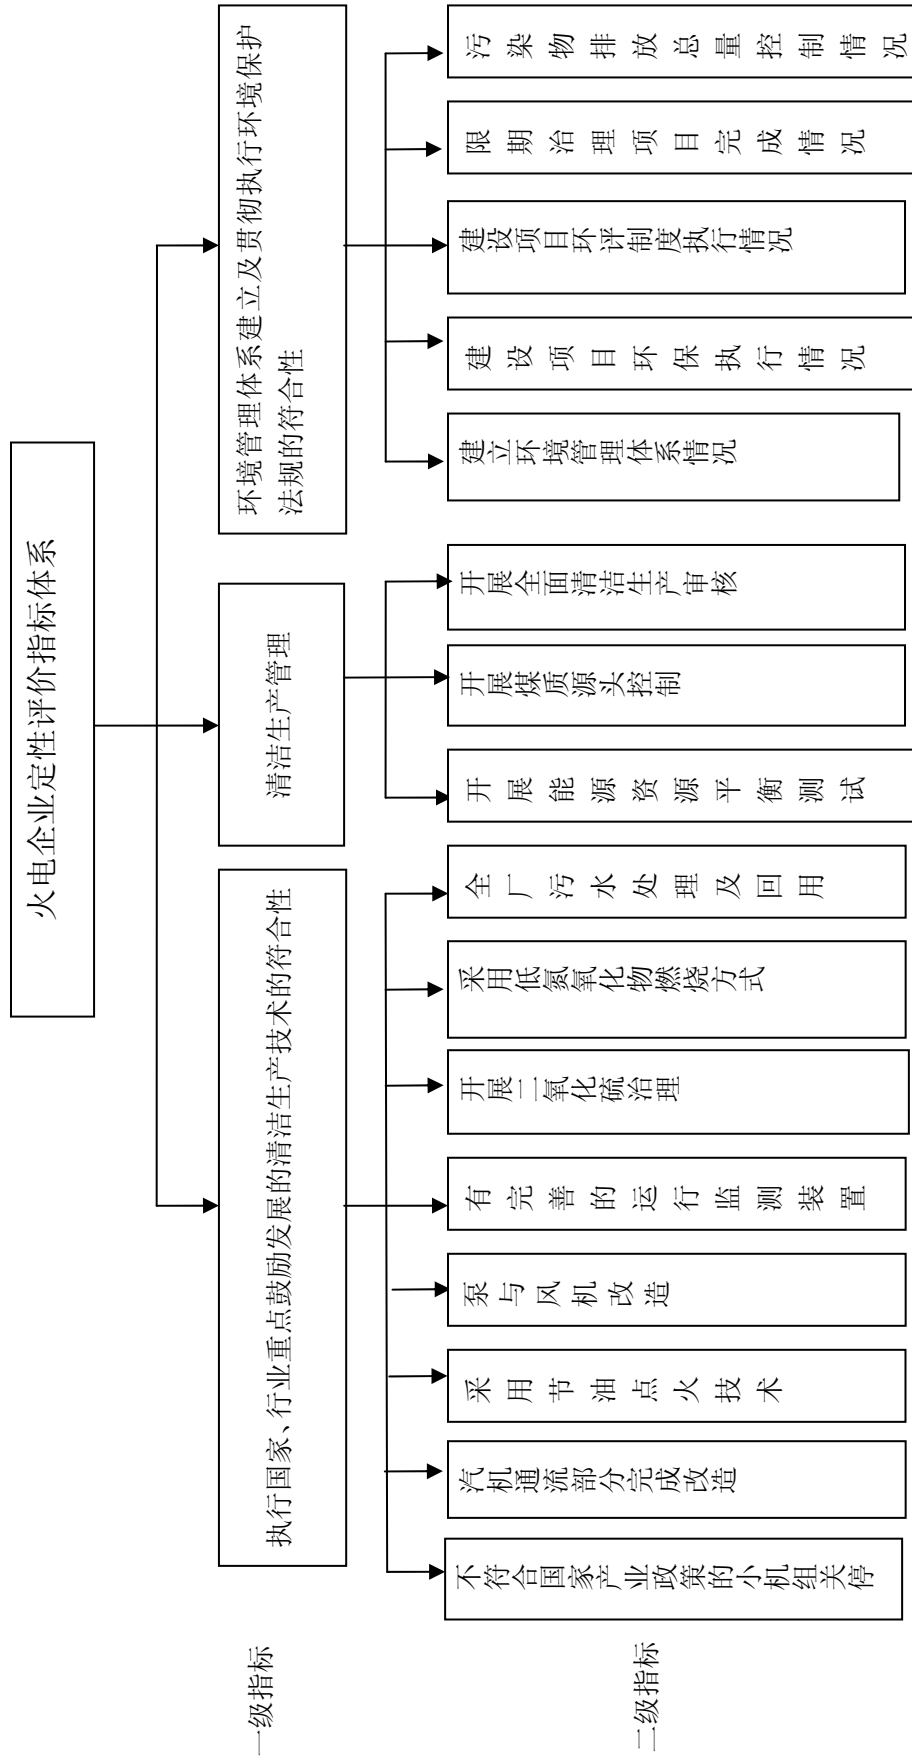 火电企业定性评价指标体系
一级指标
执行国家、行业重点鼓励发展的清洁生产技术的符合性
清洁生产管理
环境管理体系建立及贯彻执行环境保护
法规的符合性
二级指标
不符合国家产业政策的小机组关停
汽机通流部分完成改造
采用节油点火技术
泵与风机改造
有完善的运行监测装置
开展二氧化硫治理
采用低氮氧化物燃烧方式
全厂污水处理及回用
开展能源资源平衡测试
开展煤质源头控制
开展全面清洁生产审核
建立环境管理体系情况
建设项目环保执行情况
建设项目环评制度执行情况
限期治理项目完成情况
污染物排放总量控制情况